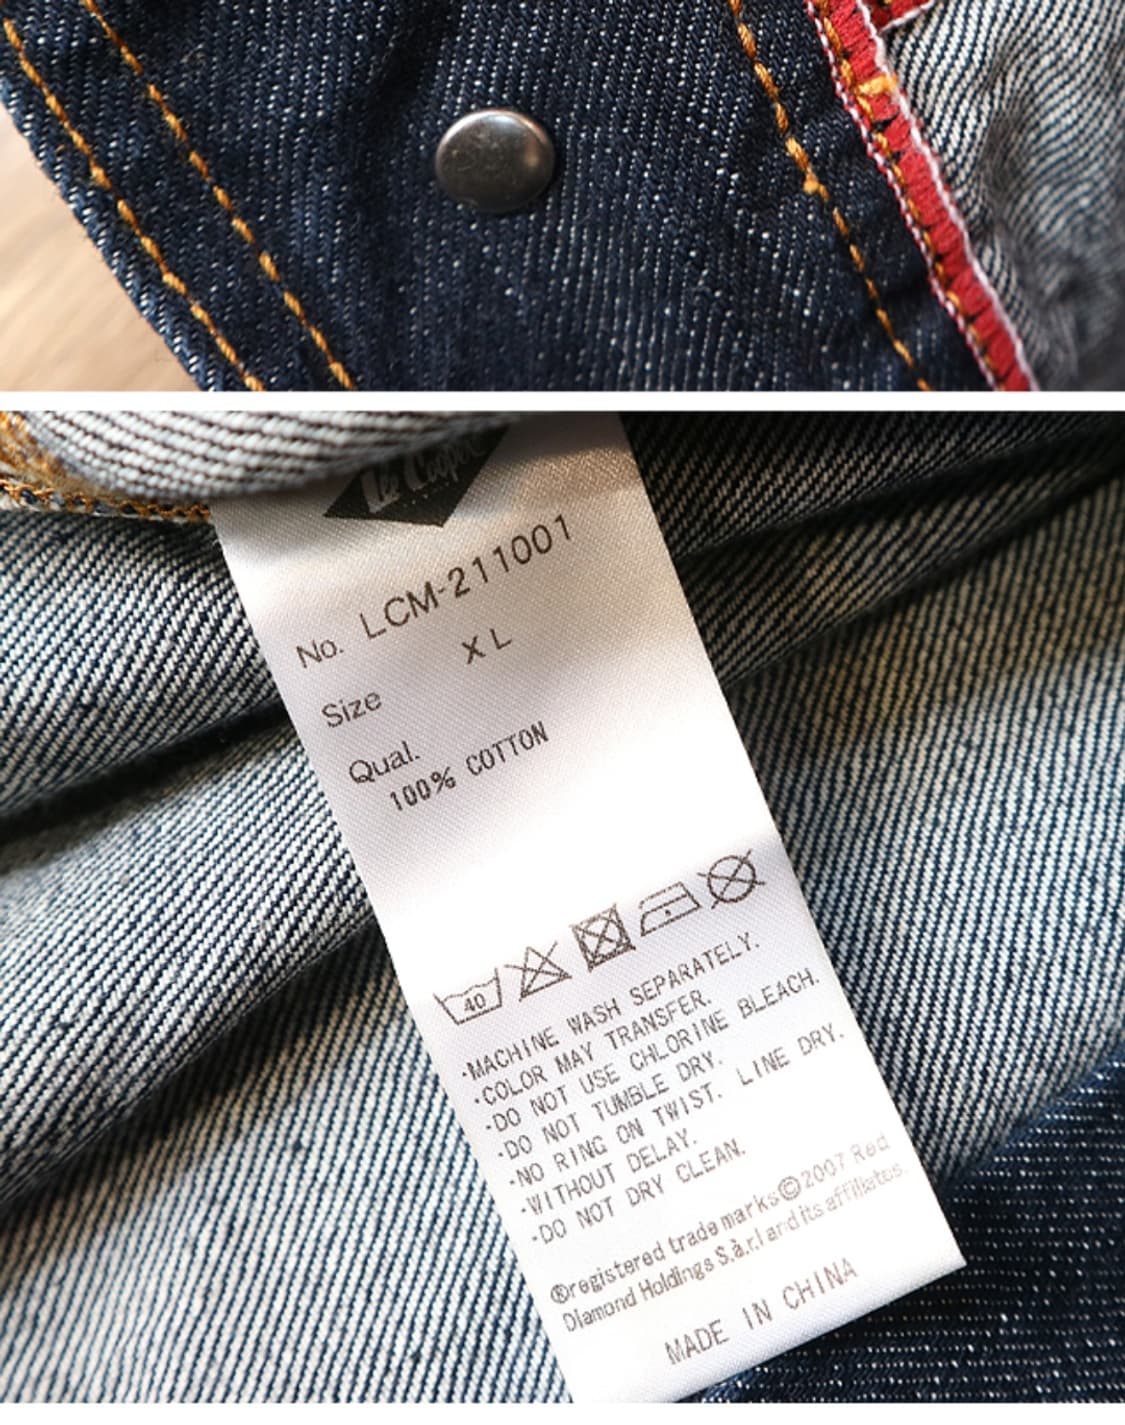 Lee Cooper
No. LCM-211001
Size XL
Qual.
100% COTTON
40
·MACHINE WASH SEPARATELY.
·COLOR MAY TRANSFER.
·DO NOT USE CHLORINE BLEACH.
·DO NOT TUMBLE DRY.
·NO RING ON TWIST. LINE DRY.
·WITHOUT DELAY.
·DO NOT DRY CLEAN.
®registered trademarks©2007 Red
Diamond Holdings S.à.r.l and its affiliates.
MADE IN CHINA